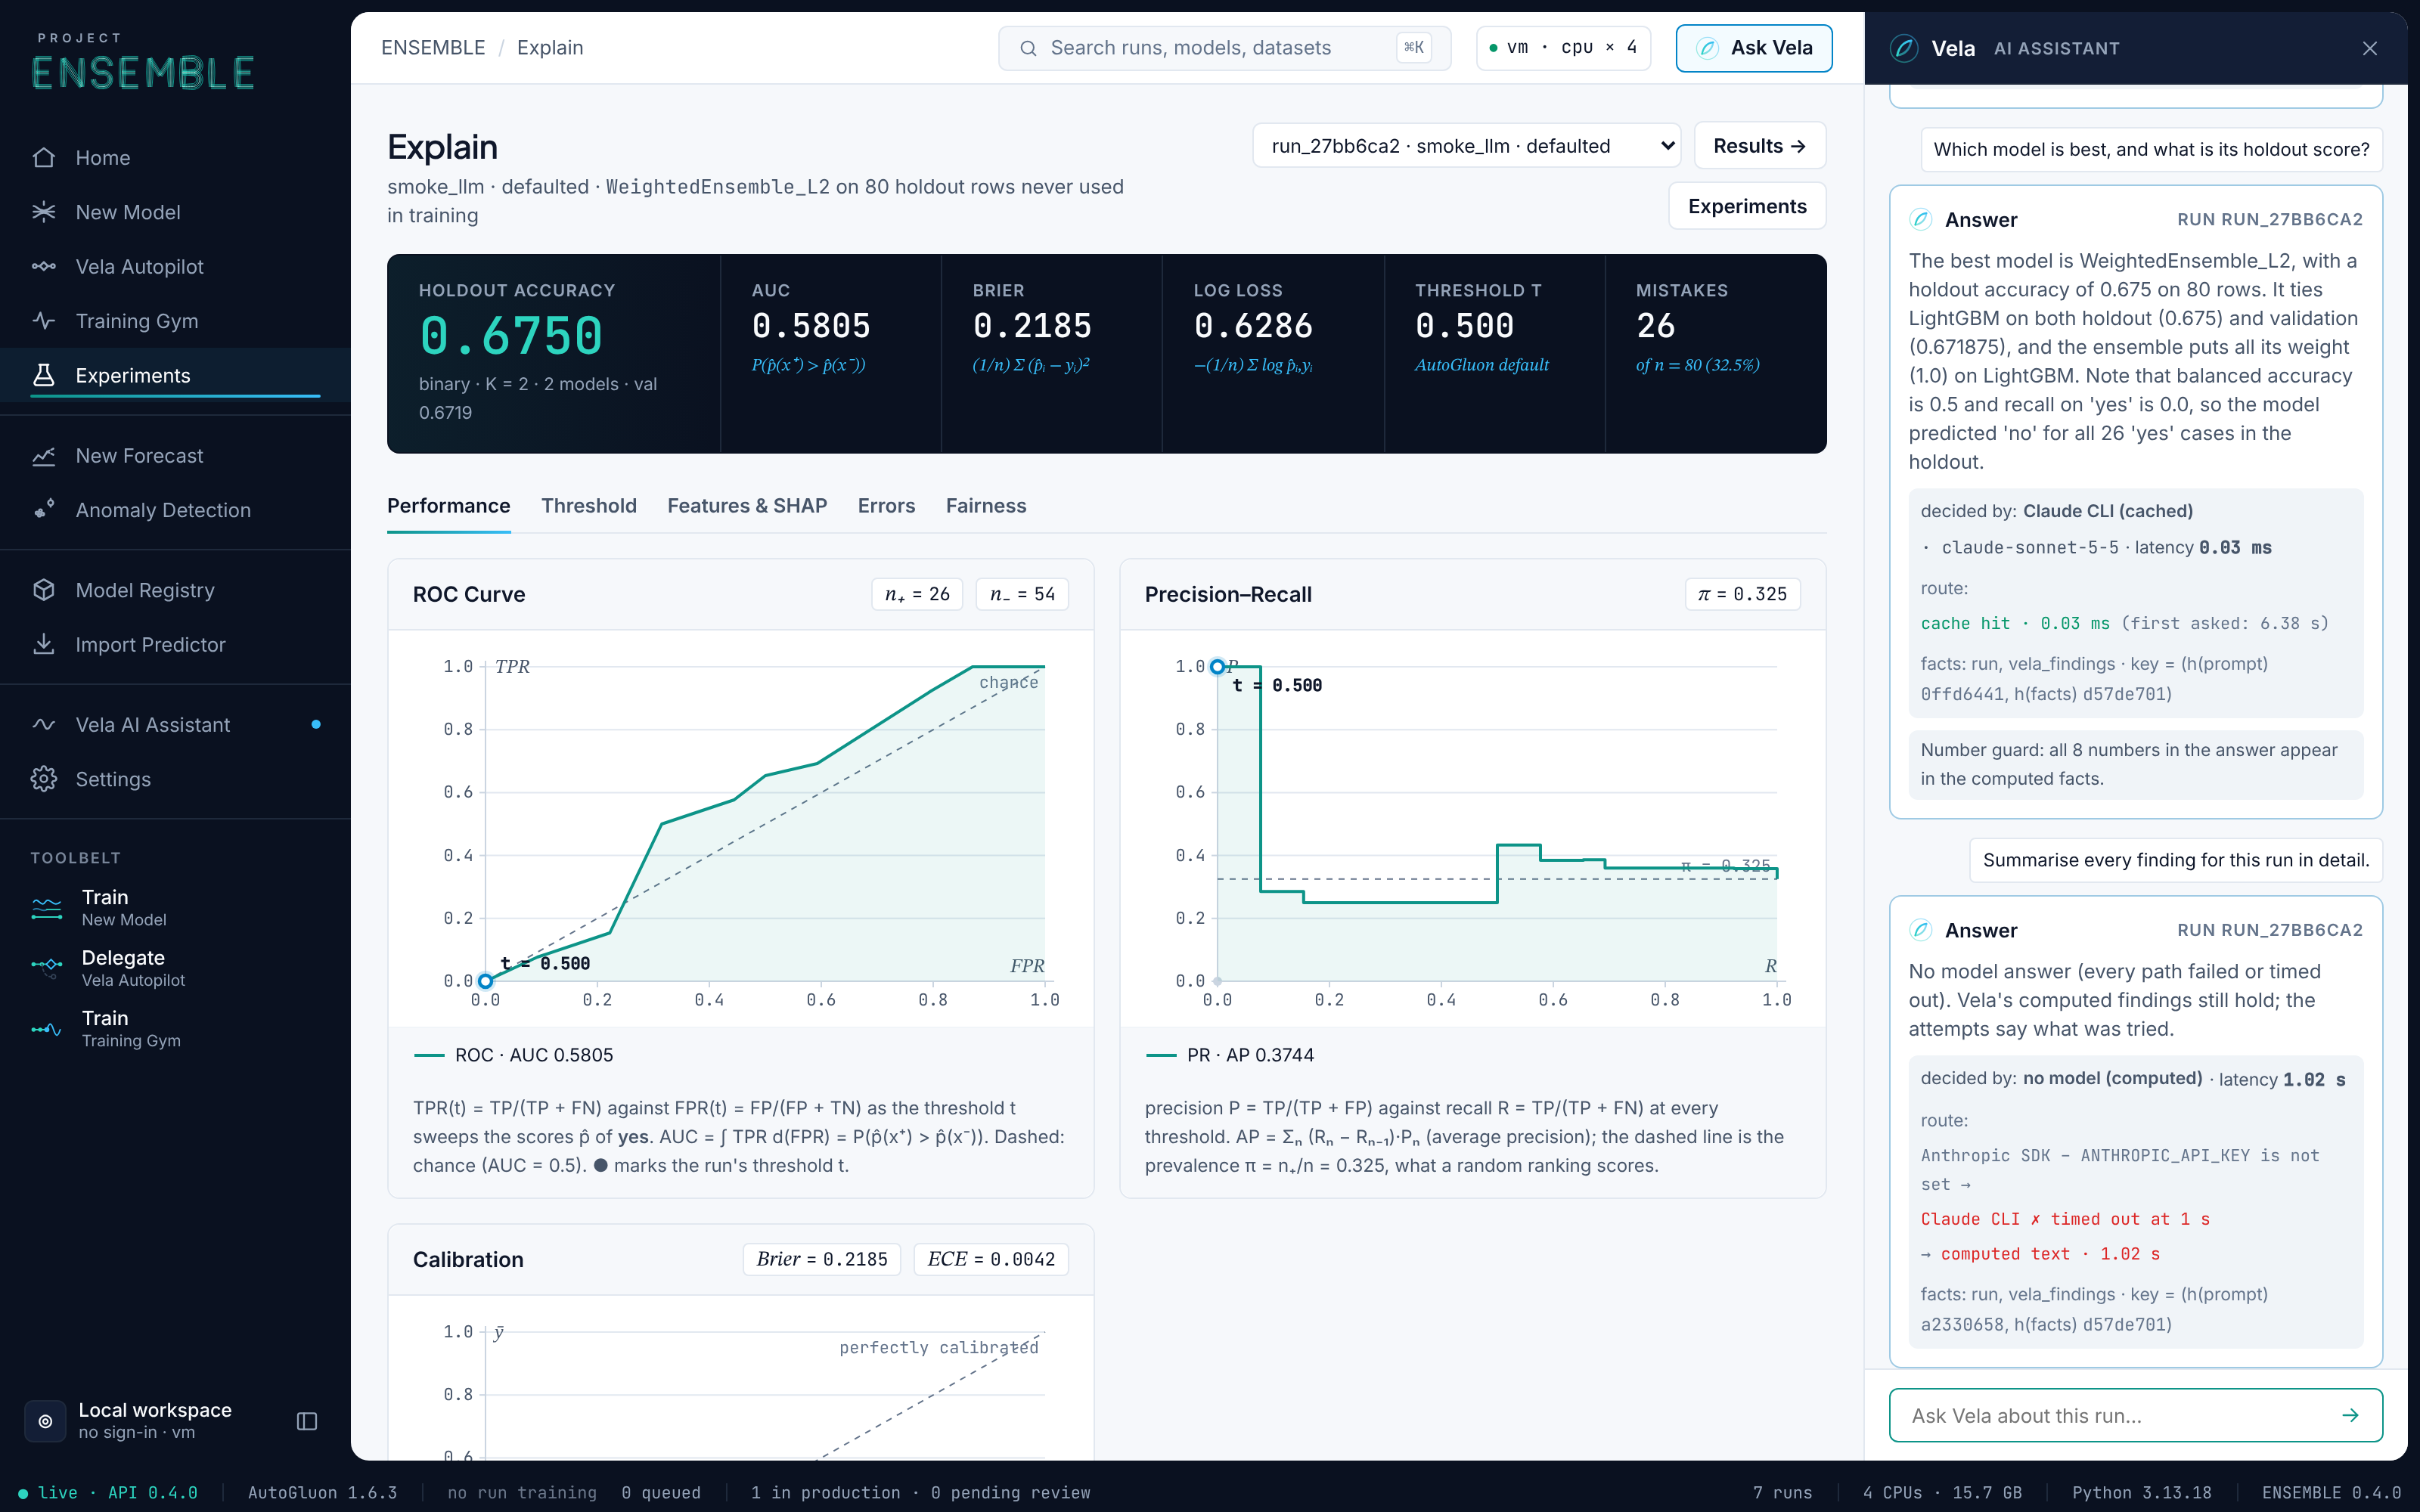 PROJECT
ENSEMBLE
Home
New Model
Vela Autopilot
Training Gym
Experiments
New Forecast
Anomaly Detection
Model Registry
Import Predictor
Vela AI Assistant
Settings
TOOLBELT
Train
New Model
Delegate
Vela Autopilot
Train
Training Gym
Local workspace
no sign-in · vm
ENSEMBLE / Explain
Search runs, models, datasets ⌘K
vm · cpu × 4
Ask Vela
Explain
smoke_llm · defaulted · WeightedEnsemble_L2 on 80 holdout rows never used
in training
run_27bb6ca2 · smoke_llm · defaulted
Results →
Experiments
HOLDOUT ACCURACY
0.6750
binary · K = 2 · 2 models · val
0.6719
AUC
0.5805
P(p̂(x⁺) > p̂(x⁻))
BRIER
0.2185
(1/n) Σ (p̂ᵢ − yᵢ)²
LOG LOSS
0.6286
−(1/n) Σ log p̂ᵢ,yᵢ
THRESHOLD T
0.500
AutoGluon default
MISTAKES
26
of n = 80 (32.5%)
Performance Threshold Features & SHAP Errors Fairness
ROC Curve n₊ = 26 n₋ = 54
1.0 TPR
chance
0.8
0.6
0.4
0.2
t = 0.500
FPR
0.0
0.0 0.2 0.4 0.6 0.8 1.0
ROC · AUC 0.5805
TPR(t) = TP/(TP + FN) against FPR(t) = FP/(FP + TN) as the threshold t
sweeps the scores p̂ of yes. AUC = ∫ TPR d(FPR) = P(p̂(x⁺) > p̂(x⁻)). Dashed:
chance (AUC = 0.5). ● marks the run's threshold t.
Precision–Recall π = 0.325
1.0 P
t = 0.500
0.8
0.6
0.4
π = 0.325
0.2
R
0.0
0.0 0.2 0.4 0.6 0.8 1.0
PR · AP 0.3744
precision P = TP/(TP + FP) against recall R = TP/(TP + FN) at every
threshold. AP = Σₙ (Rₙ − Rₙ₋₁)·Pₙ (average precision); the dashed line is the
prevalence π = n₊/n = 0.325, what a random ranking scores.
Calibration Brier = 0.2185 ECE = 0.0042
1.0 ȳ
perfectly calibrated
0.8
0.6
Vela AI ASSISTANT
Which model is best, and what is its holdout score?
Answer RUN RUN_27BB6CA2
The best model is WeightedEnsemble_L2, with a
holdout accuracy of 0.675 on 80 rows. It ties
LightGBM on both holdout (0.675) and validation
(0.671875), and the ensemble puts all its weight
(1.0) on LightGBM. Note that balanced accuracy
is 0.5 and recall on 'yes' is 0.0, so the model
predicted 'no' for all 26 'yes' cases in the
holdout.
decided by: Claude CLI (cached)
· claude-sonnet-5-5 · latency 0.03 ms
route:
cache hit · 0.03 ms (first asked: 6.38 s)
facts: run, vela_findings · key = (h(prompt)
0ffd6441, h(facts) d57de701)
Number guard: all 8 numbers in the answer appear
in the computed facts.
Summarise every finding for this run in detail.
Answer RUN RUN_27BB6CA2
No model answer (every path failed or timed
out). Vela's computed findings still hold; the
attempts say what was tried.
decided by: no model (computed) · latency 1.02 s
route:
Anthropic SDK – ANTHROPIC_API_KEY is not
set →
Claude CLI ✗ timed out at 1 s
→ computed text · 1.02 s
facts: run, vela_findings · key = (h(prompt)
a2330658, h(facts) d57de701)
Ask Vela about this run...
live · API 0.4.0 AutoGluon 1.6.3 no run training 0 queued 1 in production · 0 pending review 7 runs 4 CPUs · 15.7 GB Python 3.13.18 ENSEMBLE 0.4.0